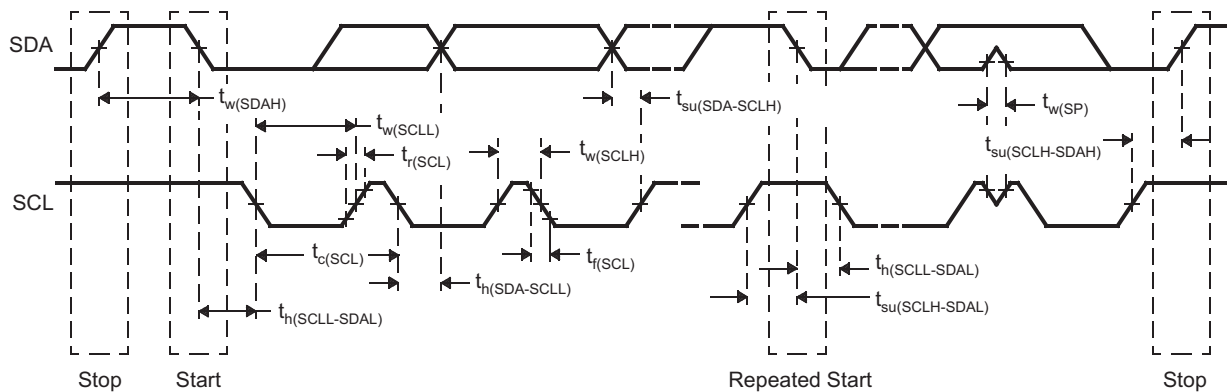 SDA
t_w(SDAH)
t_su(SDA-SCLH)
t_w(SCLL)
t_w(SP)
t_r(SCL)
t_w(SCLH)
t_su(SCLH-SDAH)
SCL
t_c(SCL)
t_f(SCL)
t_h(SCLL-SDAL)
t_h(SDA-SCLL)
t_su(SCLH-SDAL)
t_h(SCLL-SDAL)
Stop
Start
Repeated Start
Stop